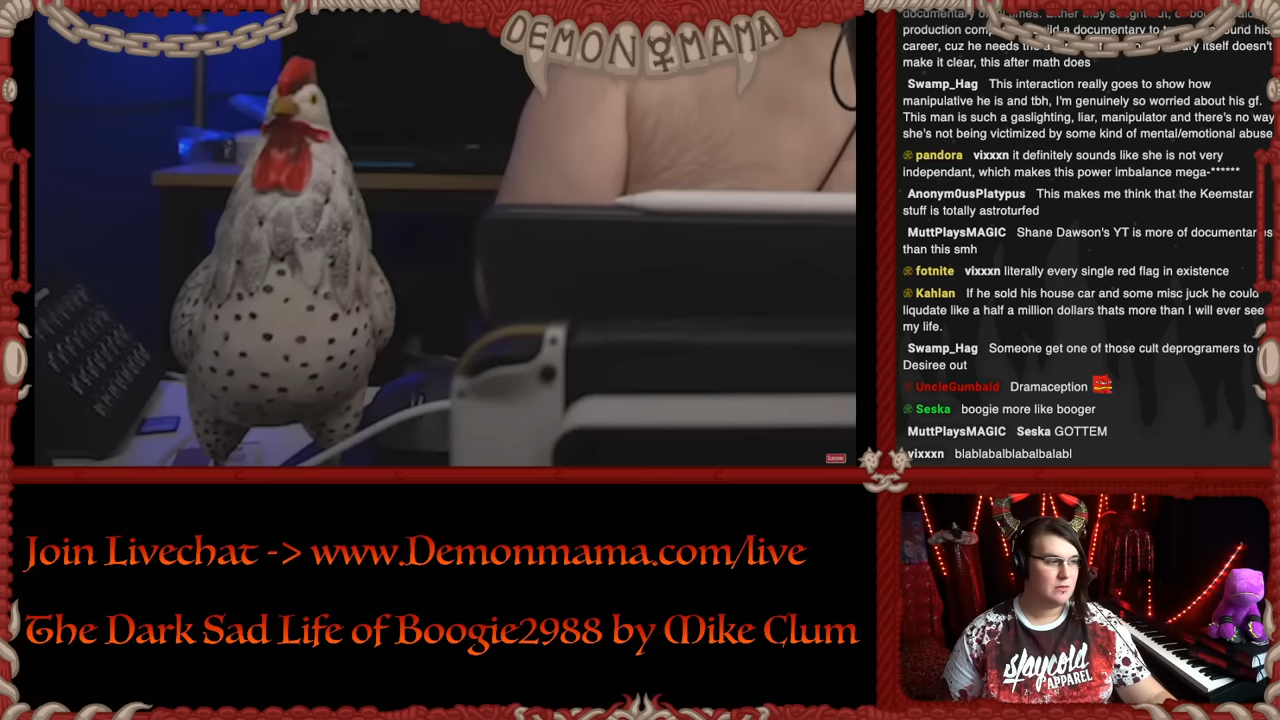 DEMON MAMA
production
career, cuz he needs
itself doesn't
make it clear, this after math does
Swamp_Hag This interaction really goes to show how
manipulative he is and tbh, I'm genuinely so worried about his gf.
This man is such a gaslighting, liar, manipulator and there's no way
she's not being victimized by some kind of mental/emotional abuse
pandora vixxxn it definitely sounds like she is not very
independant, which makes this power imbalance mega-******
Anonym0usPlatypus This makes me think that the Keemstar
stuff is totally astroturfed
MuttPlaysMAGIC Shane Dawson's YT is more of
than this smh
fotnite vixxxn literally every single red flag in existence
Kahlan If he sold his house car and some misc juck he could
liqudate like a half a million dollars thats more than I will ever see
my life.
Swamp_Hag Someone get one of those cult deprogramers to
Desiree out
UncleGumbald Dramaception
Seska boogie more like booger
MuttPlaysMAGIC Seska GOTTEM
vixxxn blablabalblabalbalabl
SUBSCRIBE
Join Livechat -> www.Demonmama.com/live
The Dark Sad Life of Boogie2988 by Mike Clum
slaycold
APPAREL